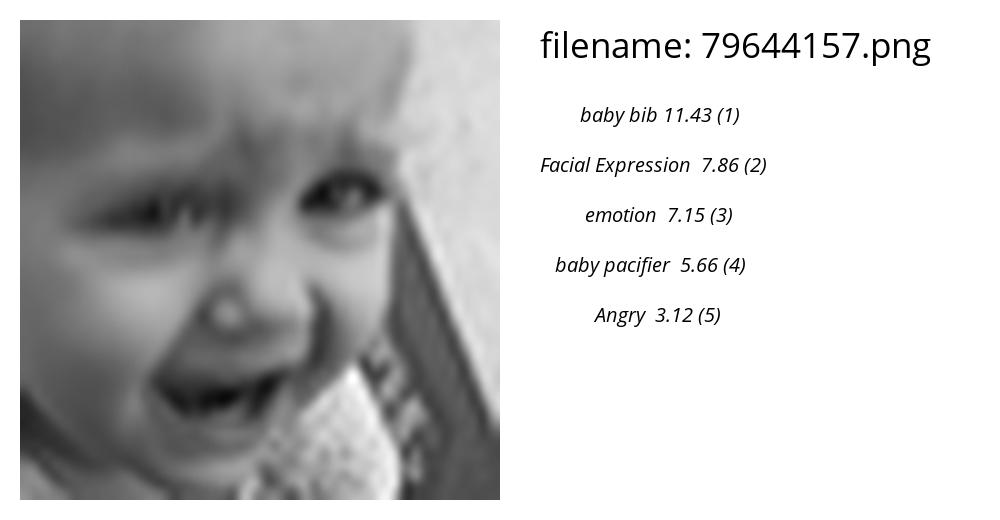 filename: 79644157.png
baby bib 11.43 (1)
Facial Expression 7.86 (2)
emotion 7.15 (3)
baby pacifier 5.66 (4)
Angry 3.12 (5)